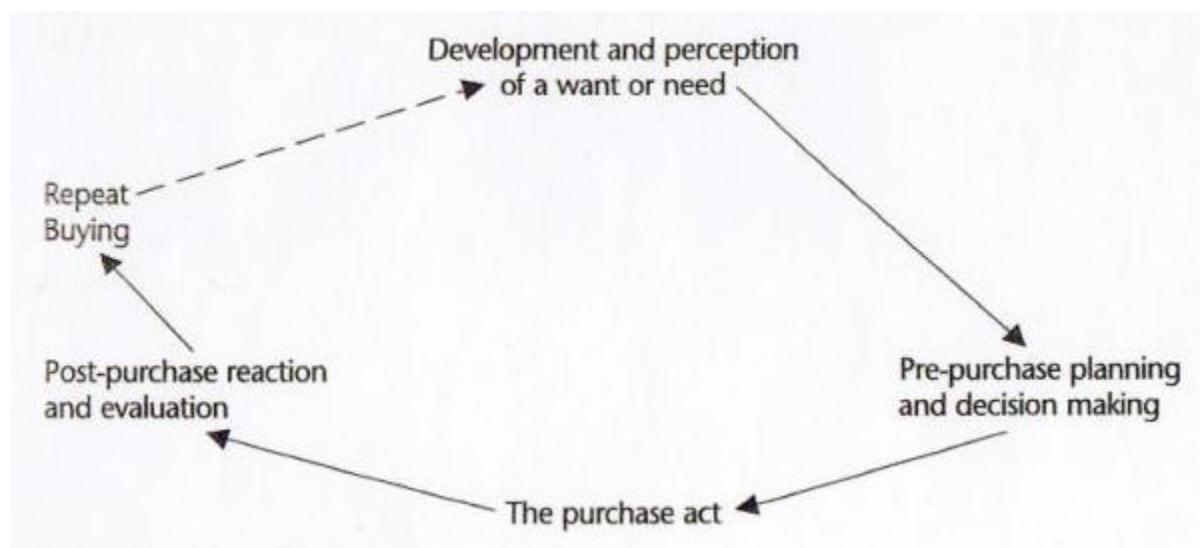 Development and perception
of a want or need
Pre-purchase planning
and decision making
The purchase act
Post-purchase reaction
and evaluation
Repeat
Buying